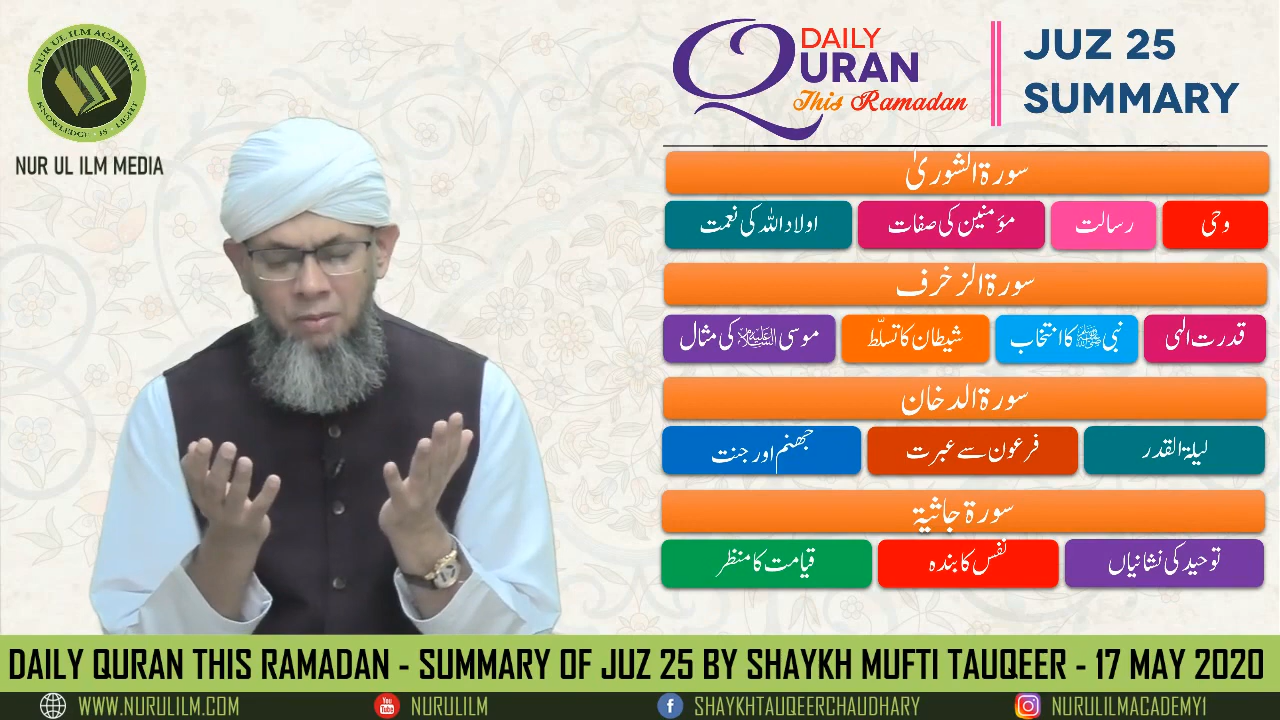 NUR UL ILM ACADEMY
KNOWLEDGE IS LIGHT
NUR UL ILM MEDIA
DAILY
QURAN
This Ramadan
JUZ 25
SUMMARY
سورۃ الشوریٰ
وحی
رسالت
مؤمنین کی صفات
اولاد اللہ کی نعمت
سورۃ الزخرف
قدرت الہی
نبی ﷺ کا انتخاب
شیطان کا تسلّط
موسی علیہ السلام کی مثال
سورۃ الدخان
لیلۃ القدر
فرعون سے عبرت
جھنم اور جنت
سورۃ جاثیۃ
توحید کی نشانیاں
نفس کا بندہ
قیامت کا منظر
DAILY QURAN THIS RAMADAN - SUMMARY OF JUZ 25 BY SHAYKH MUFTI TAUQEER - 17 MAY 2020
WWW.NURULILM.COM
You Tube
NURULILM
SHAYKHTAUQEERCHAUDHARY
NURULILMACADEMY1